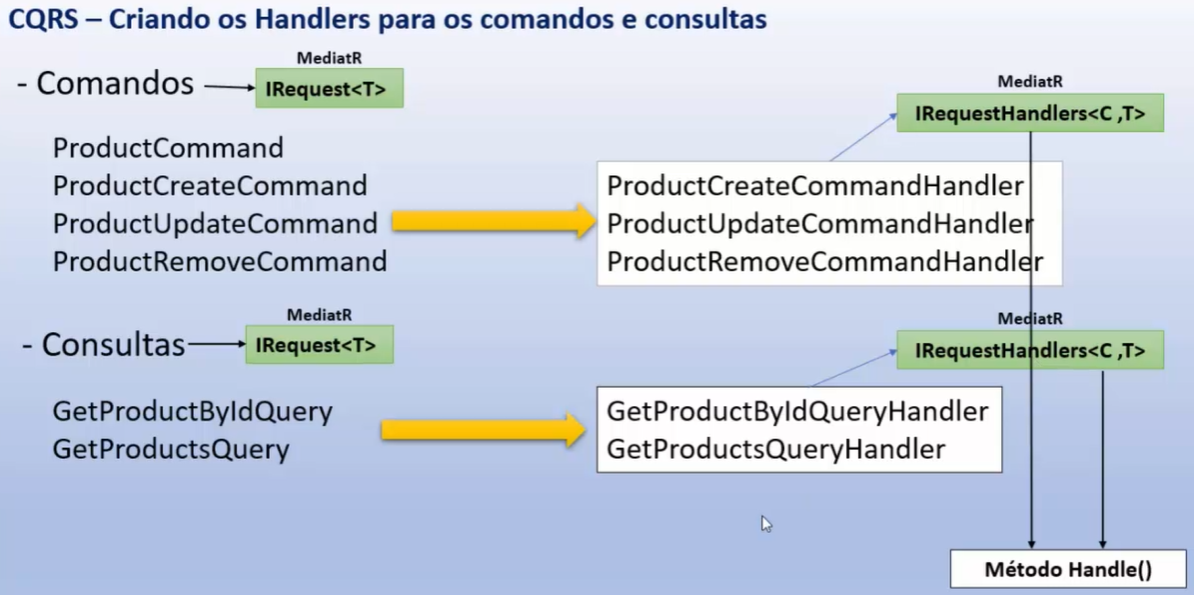 CQRS – Criando os Handlers para os comandos e consultas
MediatR
- Comandos
IRequest<T>
MediatR
IRequestHandlers<C ,T>
ProductCommand
ProductCreateCommand
ProductUpdateCommand
ProductRemoveCommand
ProductCreateCommandHandler
ProductUpdateCommandHandler
ProductRemoveCommandHandler
MediatR
- Consultas
IRequest<T>
MediatR
IRequestHandlers<C ,T>
GetProductByIdQuery
GetProductsQuery
GetProductByIdQueryHandler
GetProductsQueryHandler
Método Handle()